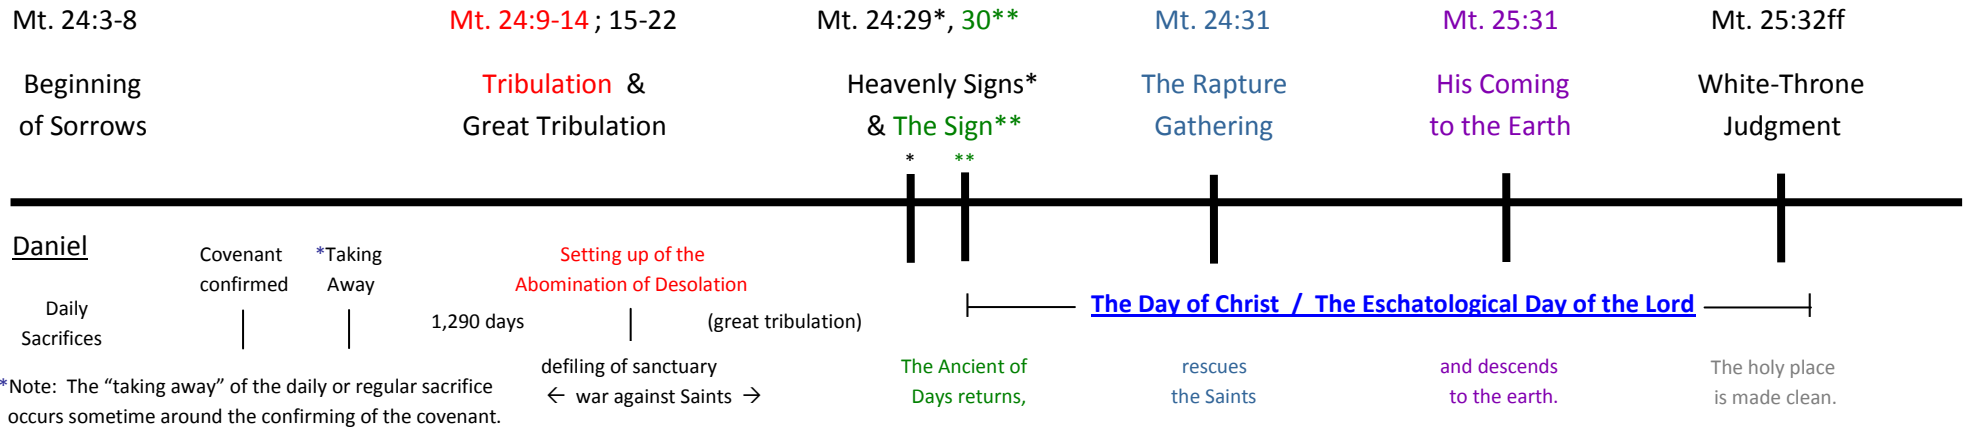 Mt. 24:3-8 Mt. 24:9-14 ; 15-22 Mt. 24:29*, 30** Mt. 24:31 Mt. 25:31 Mt. 25:32ff
Beginning Tribulation & Heavenly Signs* The Rapture His Coming White-Throne
of Sorrows Great Tribulation & The Sign** Gathering to the Earth Judgment
* **
Daniel
Covenant *Taking Setting up of the
confirmed Away Abomination of Desolation
Daily
Sacrifices
1,290 days (great tribulation)
The Day of Christ / The Eschatological Day of the Lord
defiling of sanctuary
← war against Saints →
The Ancient of rescues and descends The holy place
Days returns, the Saints to the earth. is made clean.
*Note: The “taking away” of the daily or regular sacrifice
occurs sometime around the confirming of the covenant.